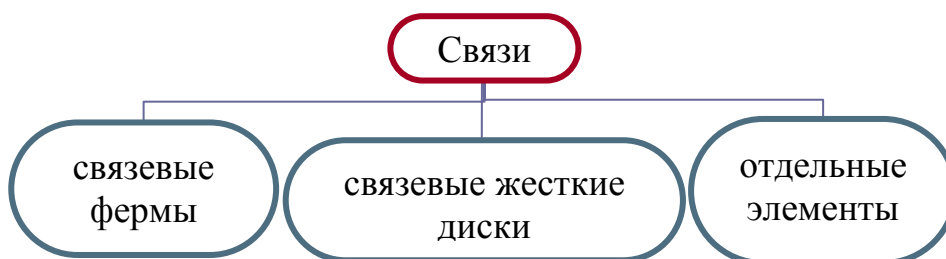 Связи
связевые
фермы
связевые жесткие
диски
отдельные
элементы